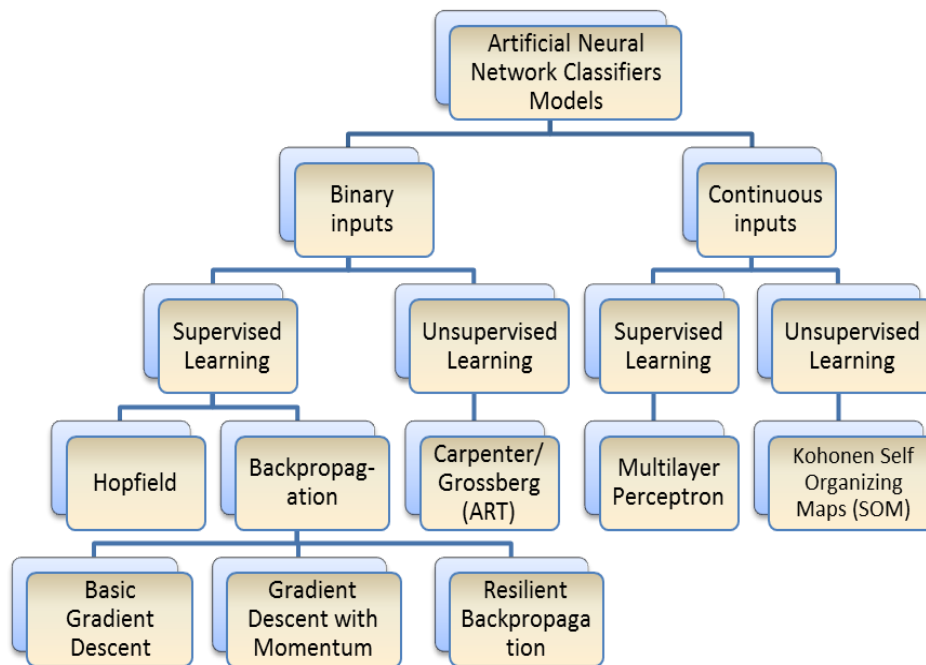 Artificial Neural
Network Classifiers
Models
Binary
inputs
Continuous
inputs
Supervised
Learning
Unsupervised
Learning
Supervised
Learning
Unsupervised
Learning
Hopfield
Backpropag-
ation
Carpenter/
Grossberg
(ART)
Multilayer
Perceptron
Kohonen Self
Organizing
Maps (SOM)
Basic
Gradient
Descent
Gradient
Descent with
Momentum
Resilient
Backpropaga
tion